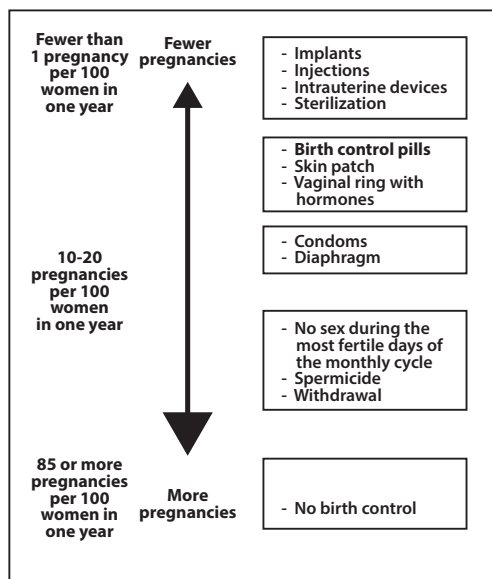 Fewer than
1 pregnancy
per 100
women in
one year
Fewer
pregnancies
- Implants
- Injections
- Intrauterine devices
- Sterilization
- Birth control pills
- Skin patch
- Vaginal ring with
hormones
10-20
pregnancies
per 100
women
in one year
- Condoms
- Diaphragm
- No sex during the
most fertile days of
the monthly cycle
- Spermicide
- Withdrawal
85 or more
pregnancies
per 100
women in
one year
More
pregnancies
- No birth control